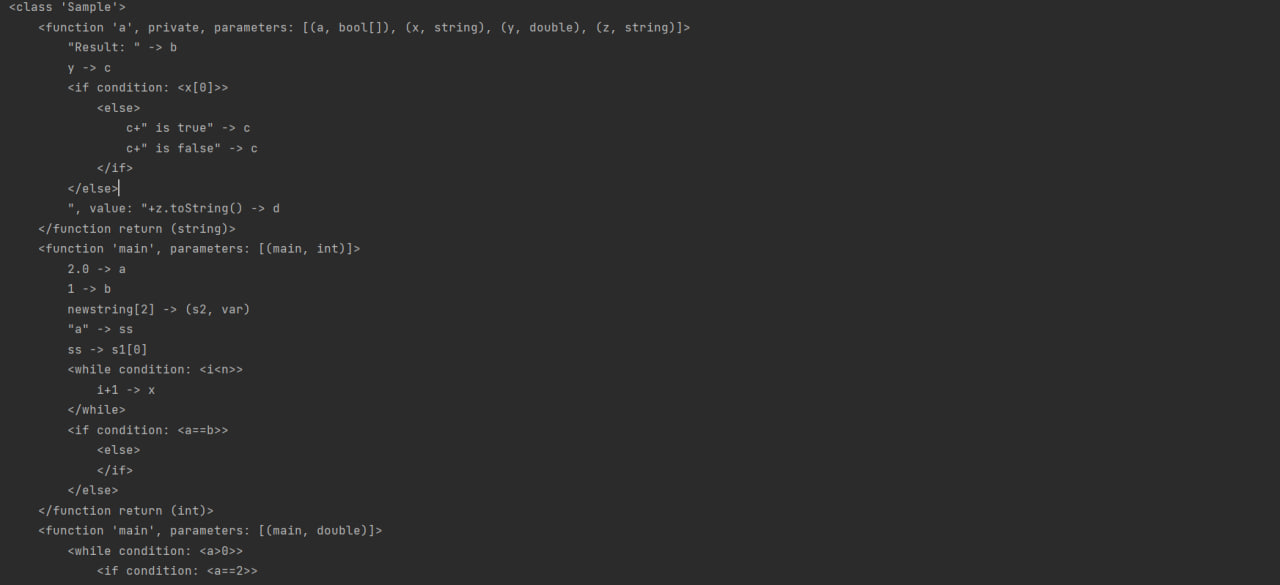 <class 'Sample'>
    <function 'a', private, parameters: [(a, bool[]), (x, string), (y, double), (z, string)]>
        "Result: " -> b
        y -> c
        <if condition: <x[0]>>
            <else>
                c+" is true" -> c
                c+" is false" -> c
            </if>
        </else>
        ", value: "+z.toString() -> d
    </function return (string)>
    <function 'main', parameters: [(main, int)]>
        2.0 -> a
        1 -> b
        newstring[2] -> (s2, var)
        "a" -> ss
        ss -> s1[0]
        <while condition: <i<n>>
            i+1 -> x
        </while>
        <if condition: <a==b>>
            <else>
            </if>
        </else>
    </function return (int)>
    <function 'main', parameters: [(main, double)]>
        <while condition: <a>0>>
            <if condition: <a==2>>